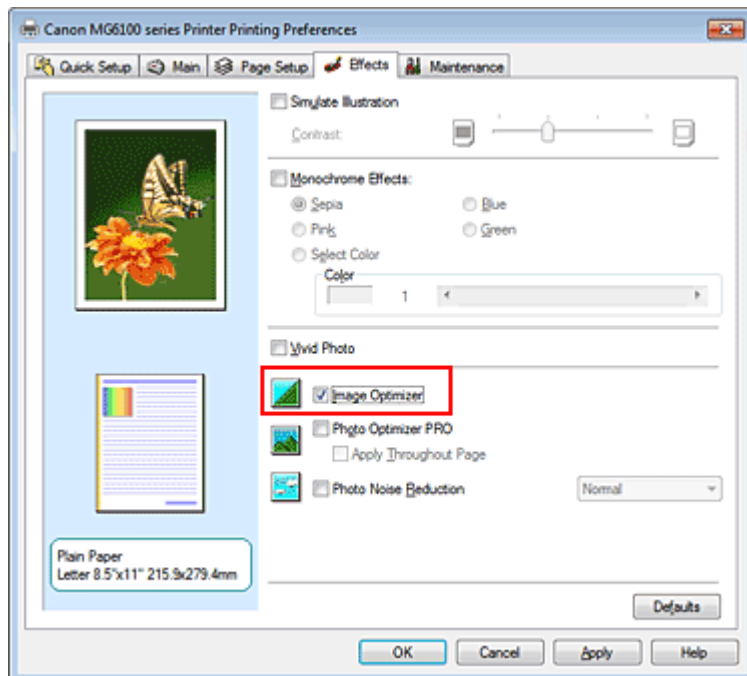 Canon MG6100 series Printer Printing Preferences
Quick Setup Main Page Setup Effects Maintenance
Simulate Illustration
Contrast:
Monochrome Effects:
Sepia Blue
Pink Green
Select Color
Color
1
Vivid Photo
Image Optimizer
Photo Optimizer PRO
Apply Throughout Page
Photo Noise Reduction Normal
Plain Paper
Letter 8.5"x11" 215.9x279.4mm
Defaults
OK Cancel Apply Help